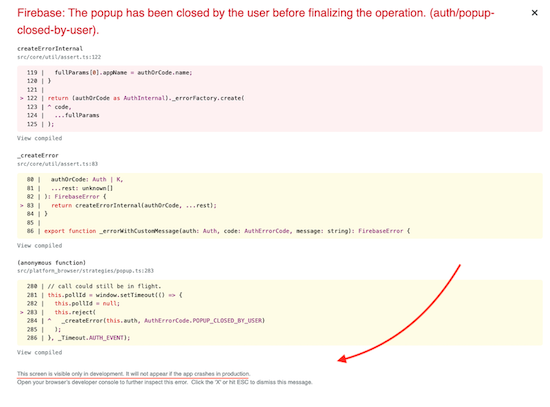 Firebase: The popup has been closed by the user before finalizing the operation. (auth/popup-
closed-by-user).
×
createErrorInternal
src/core/util/assert.ts:122
119 |   fullParams[0].appName = authOrCode.name;
120 | }
121 |
> 122 | return (authOrCode as AuthInternal)._errorFactory.create(
123 | ^ code,
124 |   ...fullParams
125 | );
View compiled
_createError
src/core/util/assert.ts:83
80 |   authOrCode: Auth | K,
81 |   ...rest: unknown[]
82 | ): FirebaseError {
> 83 |   return createErrorInternal(authOrCode, ...rest);
84 | }
85 |
86 | export function _errorWithCustomMessage(auth: Auth, code: AuthErrorCode, message: string): FirebaseError {
View compiled
(anonymous function)
src/platform_browser/strategies/popup.ts:283
280 | // call could still be in flight.
281 | this.pollId = window.setTimeout(() => {
282 |   this.pollId = null;
> 283 |   this.reject(
284 | ^   _createError(this.auth, AuthErrorCode.POPUP_CLOSED_BY_USER)
285 |   );
286 | }, _Timeout.AUTH_EVENT);
View compiled
This screen is visible only in development. It will not appear if the app crashes in production.
Open your browser's developer console to further inspect this error. Click the 'X' or hit ESC to dismiss this message.